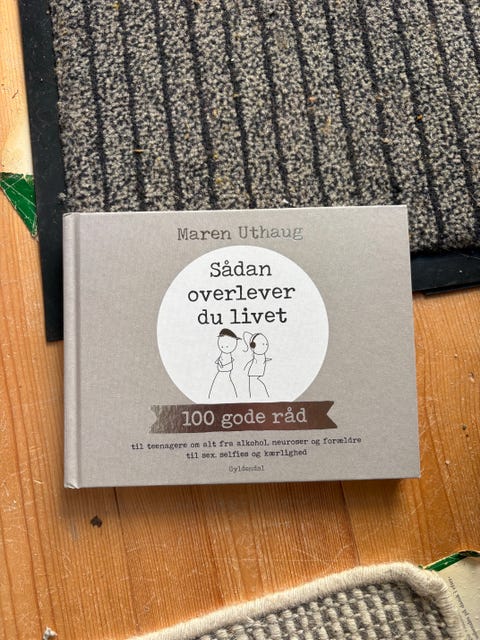 Maren Uthaug
Sådan
overlever
du livet
100 gode råd
til teenagere om alt fra alkohol, neuroser og forældre
til sex, selfies og kærlighed
Gyldendal